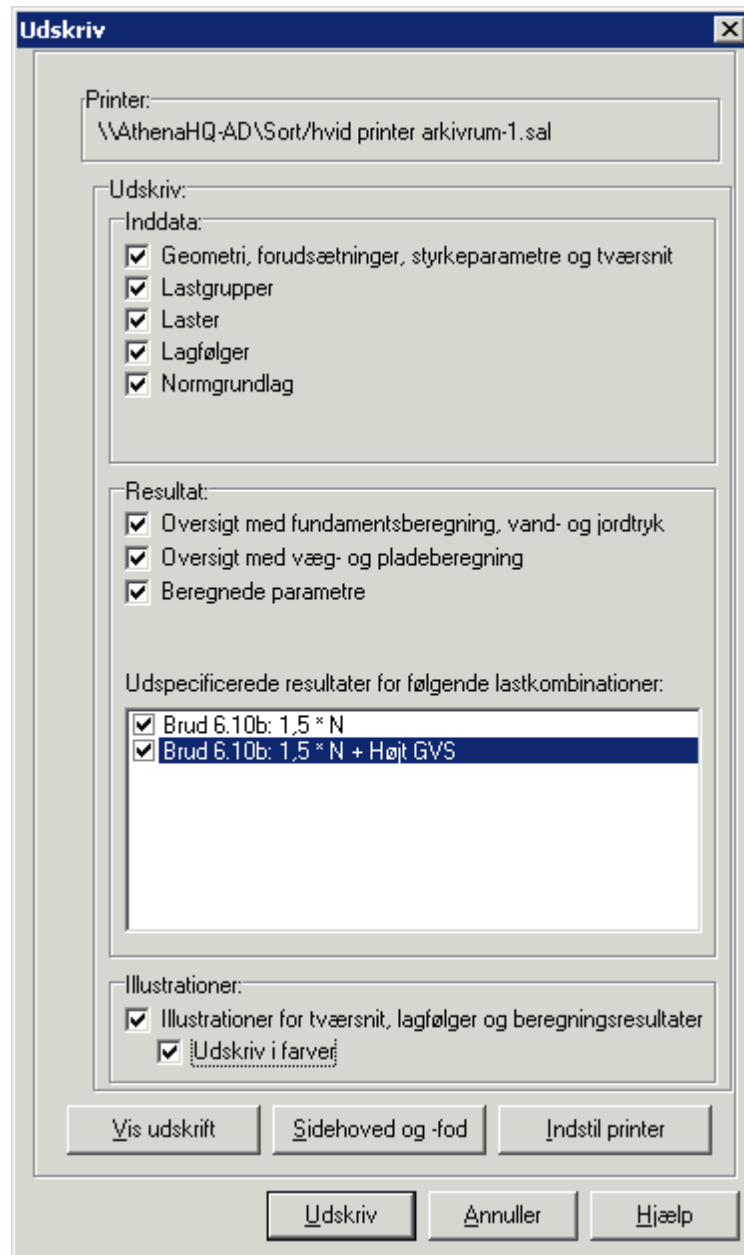 Udskriv
Printer:
\\AthenaHQ-AD\Sort/hvid printer arkivrum-1.sal
Udskriv:
Inddata:
Geometri, forudsætninger, styrkeparametre og tværsnit
Lastgrupper
Laster
Lagfølger
Normgrundlag
Resultat:
Oversigt med fundamentsberegning, vand- og jordtryk
Oversigt med væg- og pladeberegning
Beregnede parametre
Udspecificerede resultater for følgende lastkombinationer:
Brud 6.10b: 1,5 * N
Brud 6.10b: 1,5 * N + Højt GVS
Illustrationer:
Illustrationer for tværsnit, lagfølger og beregningsresultater
Udskriv i farver
Vis udskrift
Sidehoved og -fod
Indstil printer
Udskriv
Annuller
Hjælp